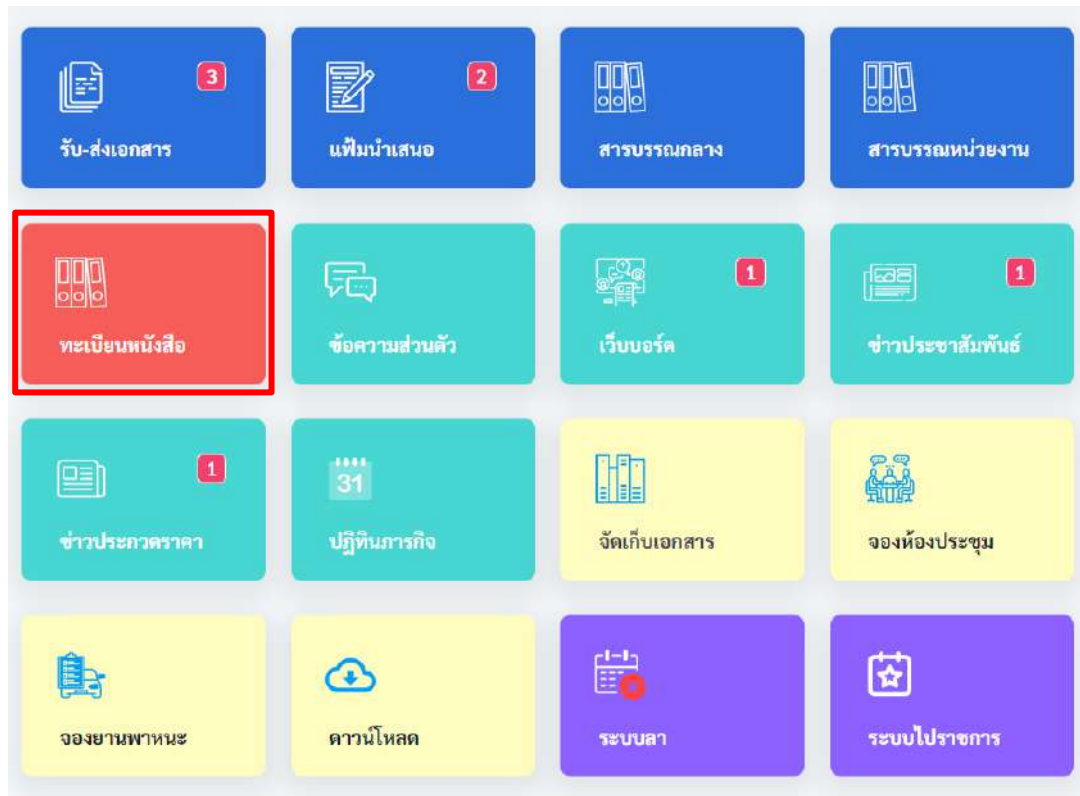 3
2
รับ-ส่งเอกสาร
แฟ้มนำเสนอ
สารบรรณกลาง
สารบรรณหน่วยงาน
1
1
ทะเบียนหนังสือ
ข้อความส่วนตัว
เว็บบอร์ด
ข่าวประชาสัมพันธ์
1
31
ข่าวประกวดราคา
ปฏิทินภารกิจ
จัดเก็บเอกสาร
จองห้องประชุม
จองยานพาหนะ
ดาวน์โหลด
ระบบลา
ระบบไปราชการ